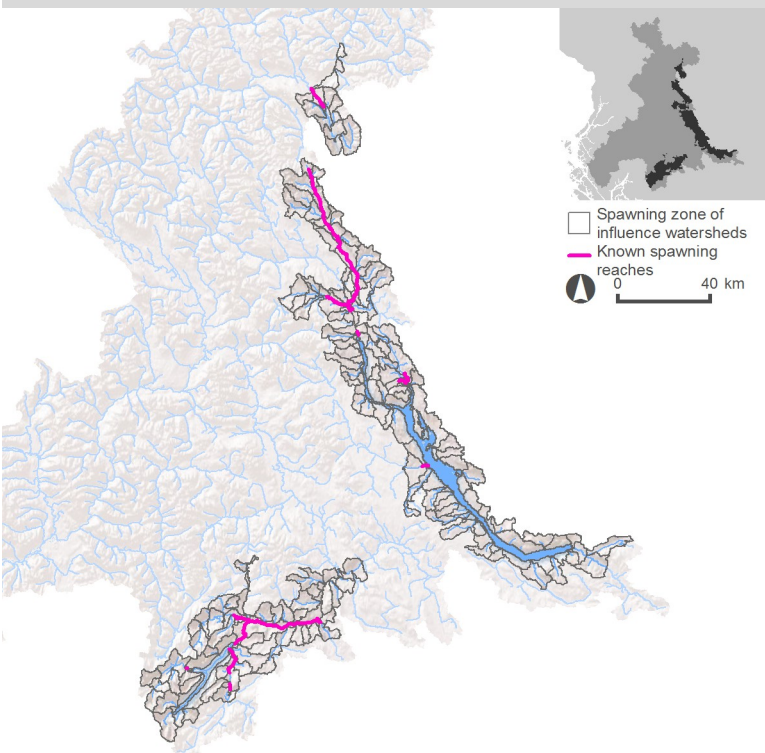 Spawning zone of
influence watersheds
Known spawning
reaches
0 40 km